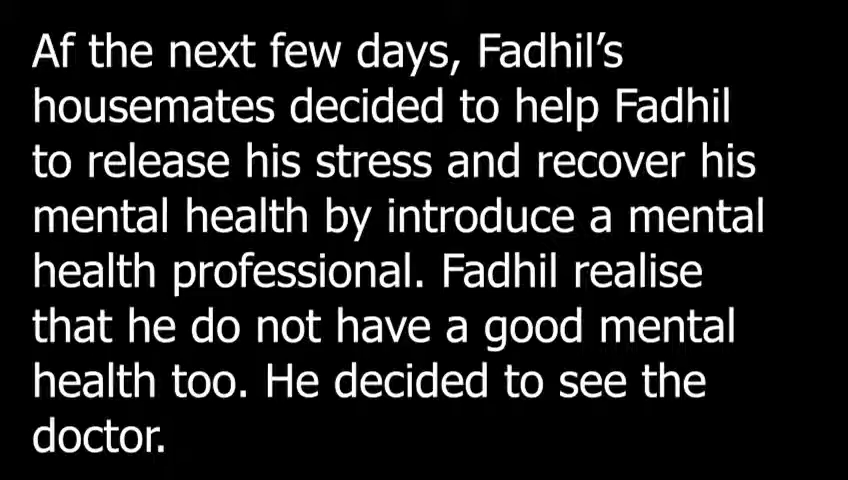 Af the next few days, Fadhil’s
housemates decided to help Fadhil
to release his stress and recover his
mental health by introduce a mental
health professional. Fadhil realise
that he do not have a good mental
health too. He decided to see the
doctor.